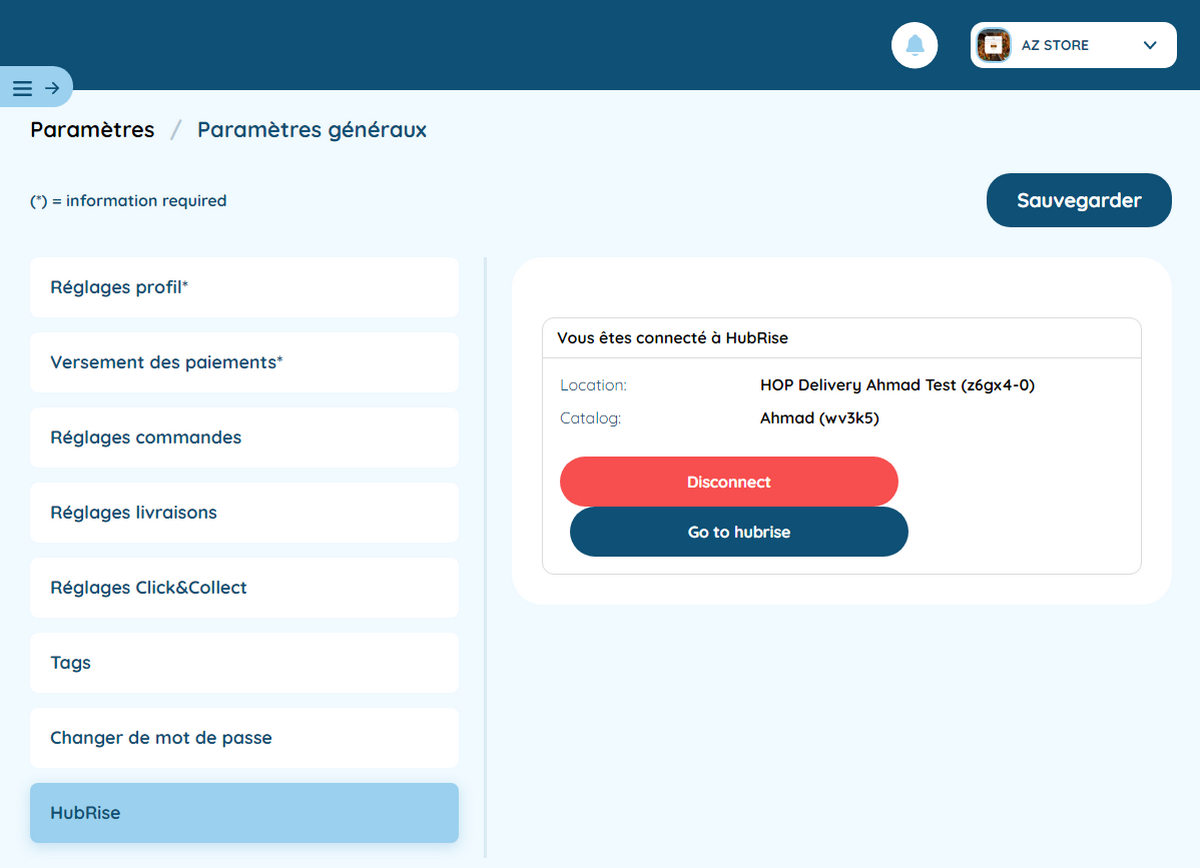 AZ STORE
Paramètres / Paramètres généraux
(*) = information required
Sauvegarder
Réglages profil*
Versement des paiements*
Réglages commandes
Réglages livraisons
Réglages Click&Collect
Tags
Changer de mot de passe
HubRise
Vous êtes connecté à HubRise
Location: HOP Delivery Ahmad Test (z6gx4-0)
Catalog: Ahmad (wv3k5)
Disconnect
Go to hubrise